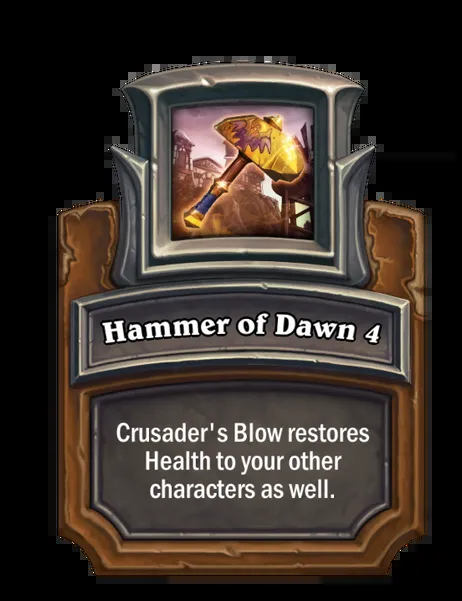 Hammer of Dawn 4
Crusader's Blow restores
Health to your other
characters as well.